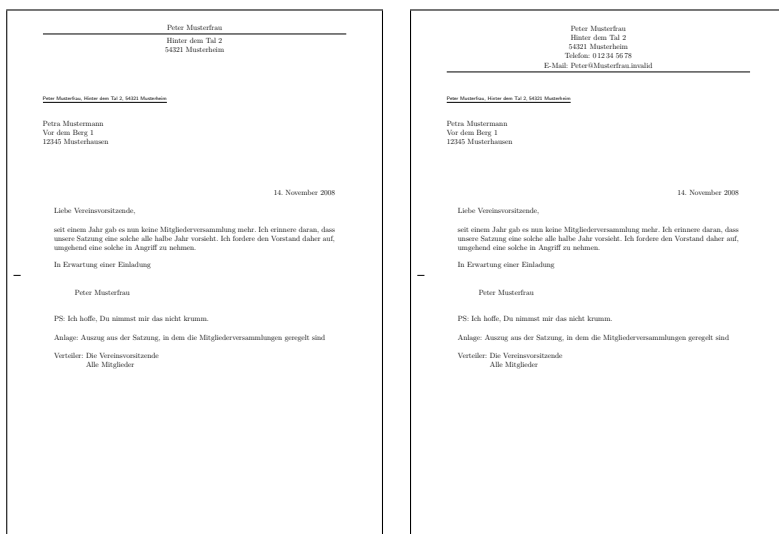 Peter Musterfrau
Hinter dem Tal 2
54321 Musterheim
Peter Musterfrau, Hinter dem Tal 2, 54321 Musterheim
Petra Mustermann
Vor dem Berg 1
12345 Musterhausen
14. November 2008
Liebe Vereinsvorsitzende,
seit einem Jahr gab es nun keine Mitgliederversammlung mehr. Ich erinnere daran, dass
unsere Satzung eine solche alle halbe Jahr vorsieht. Ich fordere den Vorstand daher auf,
umgehend eine solche in Angriff zu nehmen.
In Erwartung einer Einladung
Peter Musterfrau
PS: Ich hoffe, Du nimmst mir das nicht krumm.
Anlage: Auszug aus der Satzung, in dem die Mitgliederversammlungen geregelt sind
Verteiler: Die Vereinsvorsitzende
Alle Mitglieder
Peter Musterfrau
Hinter dem Tal 2
54321 Musterheim
Telefon: 0 12 34 56 78
E-Mail: Peter@Musterfrau.invalid
Peter Musterfrau, Hinter dem Tal 2, 54321 Musterheim
Petra Mustermann
Vor dem Berg 1
12345 Musterhausen
14. November 2008
Liebe Vereinsvorsitzende,
seit einem Jahr gab es nun keine Mitgliederversammlung mehr. Ich erinnere daran, dass
unsere Satzung eine solche alle halbe Jahr vorsieht. Ich fordere den Vorstand daher auf,
umgehend eine solche in Angriff zu nehmen.
In Erwartung einer Einladung
Peter Musterfrau
PS: Ich hoffe, Du nimmst mir das nicht krumm.
Anlage: Auszug aus der Satzung, in dem die Mitgliederversammlungen geregelt sind
Verteiler: Die Vereinsvorsitzende
Alle Mitglieder